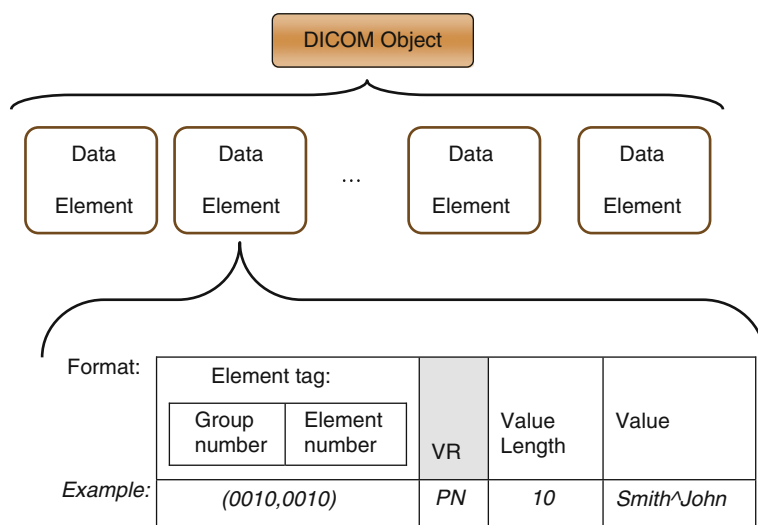 DICOM Object
Data Element
Data Element
...
Data Element
Data Element
Format:
Element tag:
Group number
Element number
VR
Value Length
Value
Example:
(0010,0010)
PN
10
Smith^John